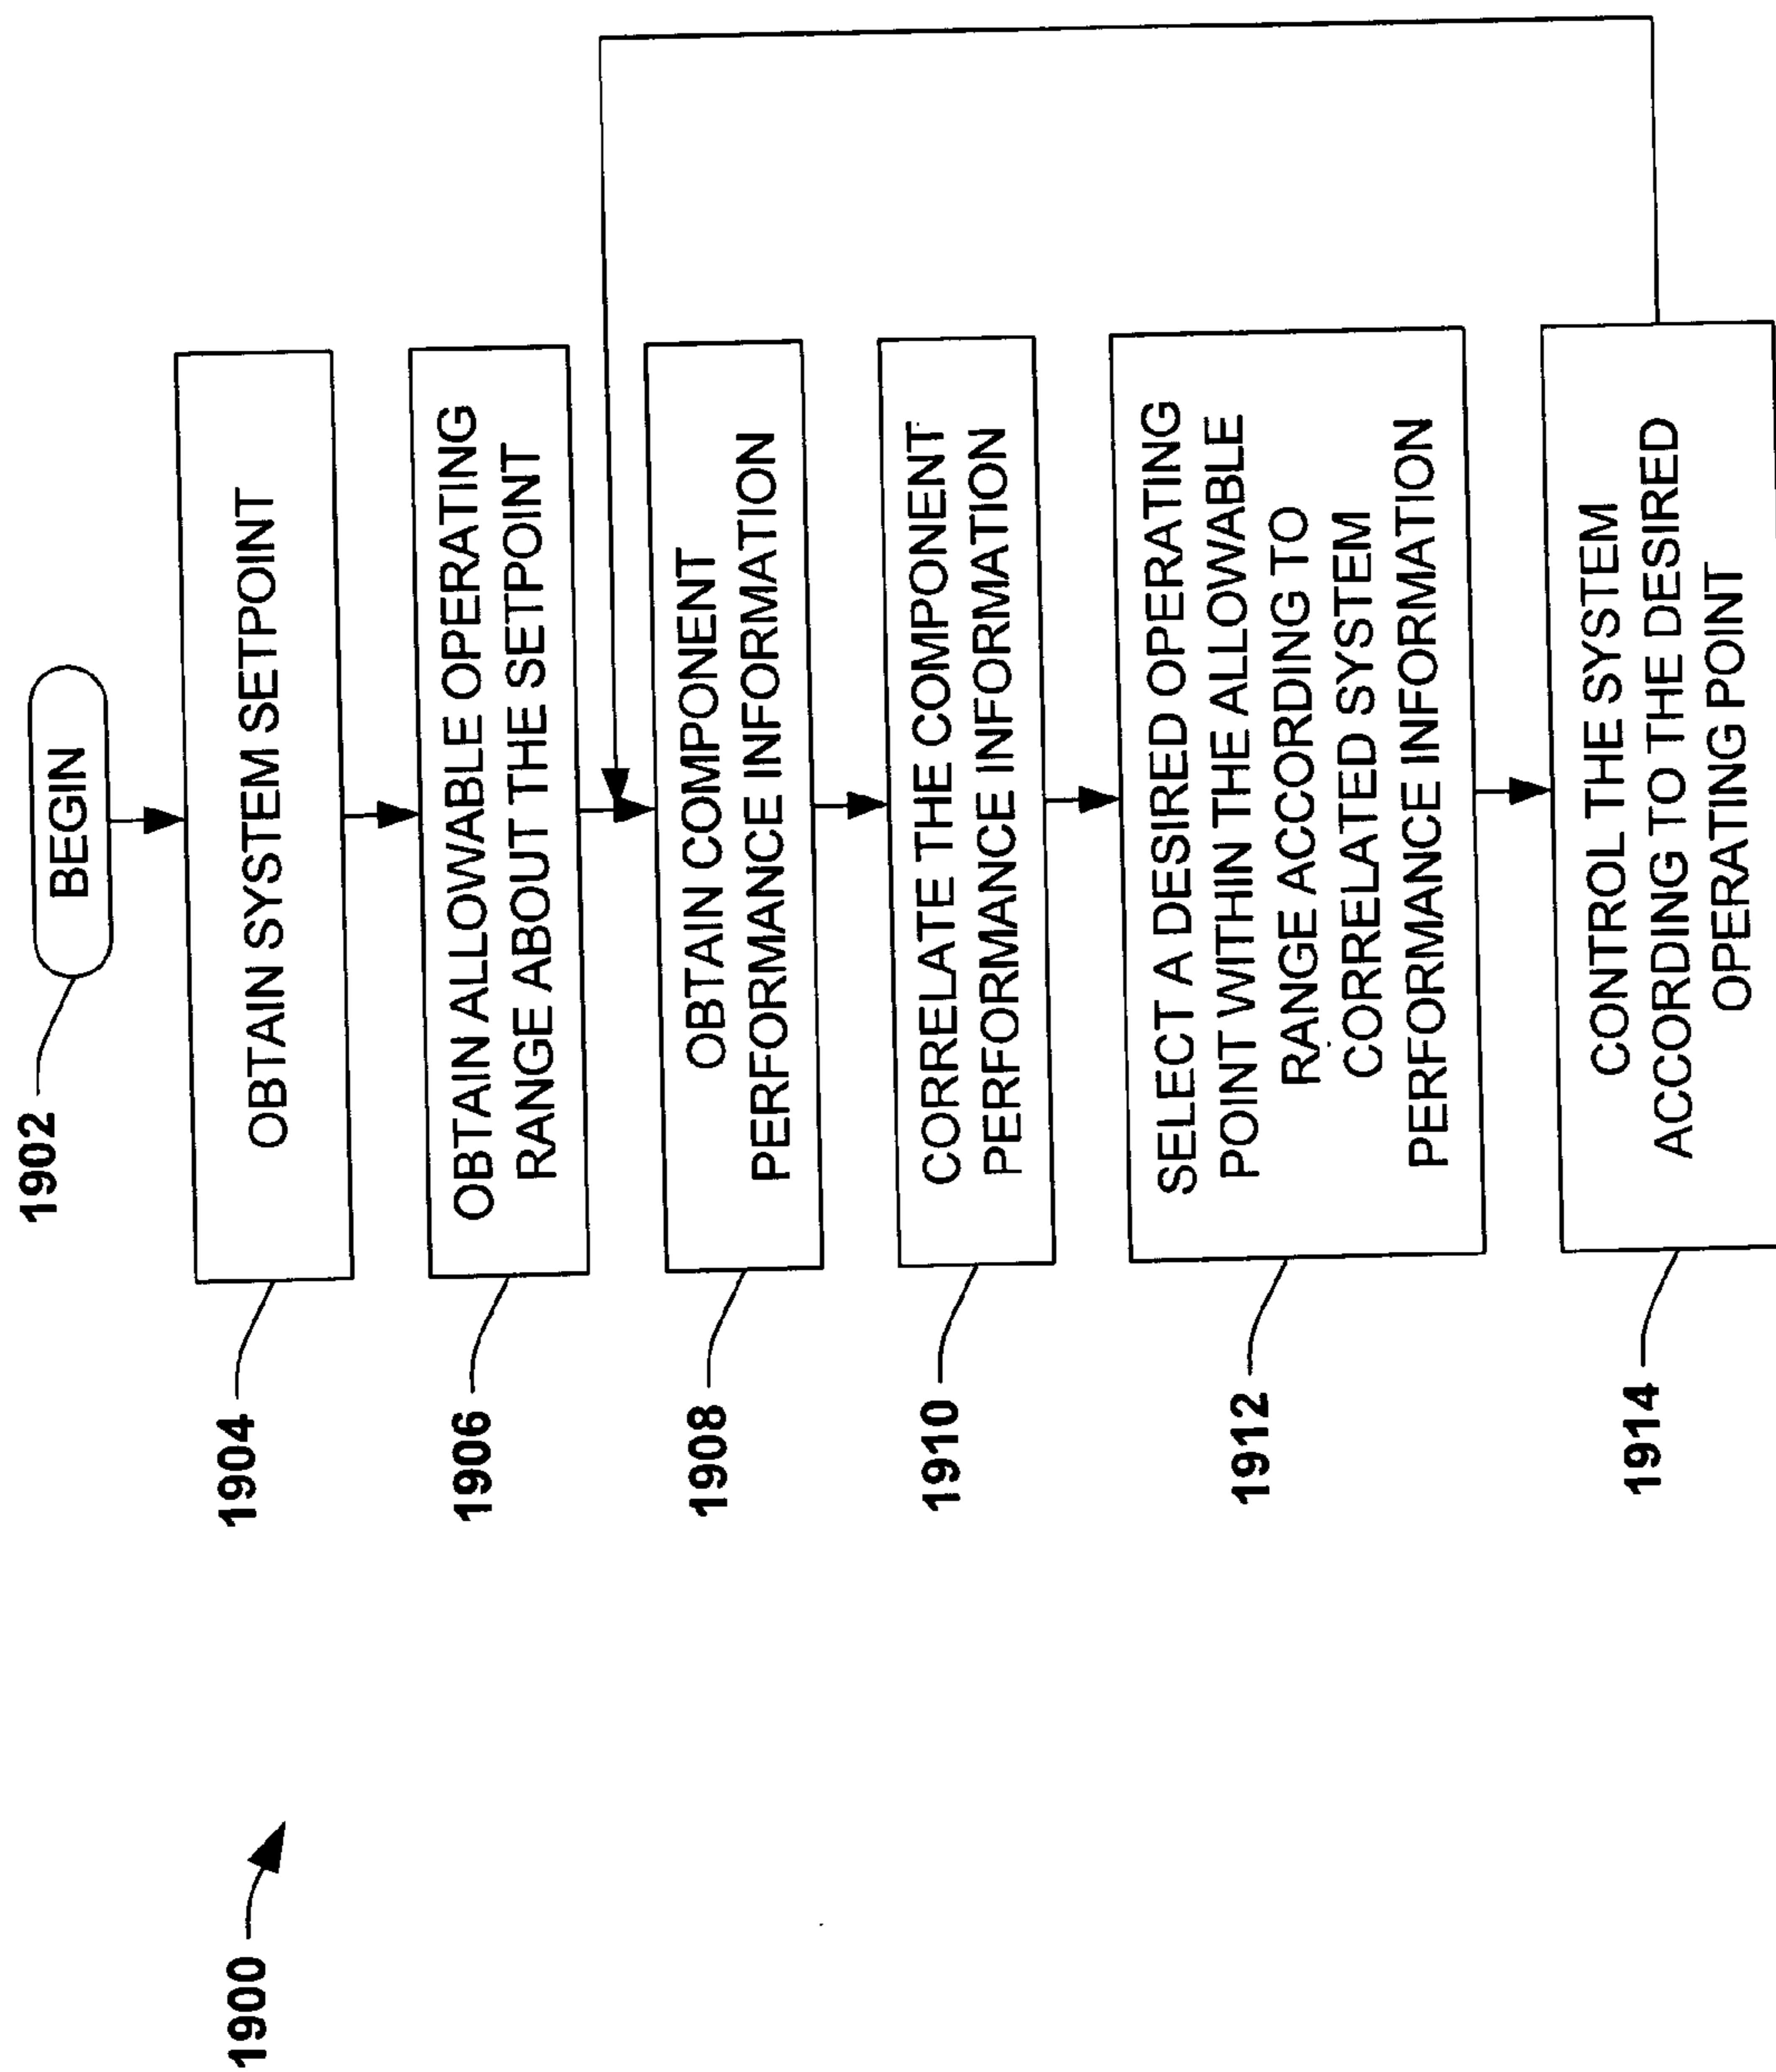 1900
1902
BEGIN
1904
OBTAIN SYSTEM SETPOINT
1906
OBTAIN ALLOWABLE OPERATING
RANGE ABOUT THE SETPOINT
1908
OBTAIN COMPONENT
PERFORMANCE INFORMATION
1910
CORRELATE THE COMPONENT
PERFORMANCE INFORMATION
1912
SELECT A DESIRED OPERATING
POINT WITHIN THE ALLOWABLE
RANGE ACCORDING TO
CORRELATED SYSTEM
PERFORMANCE INFORMATION
1914
CONTROL THE SYSTEM
ACCORDING TO THE DESIRED
OPERATING POINT